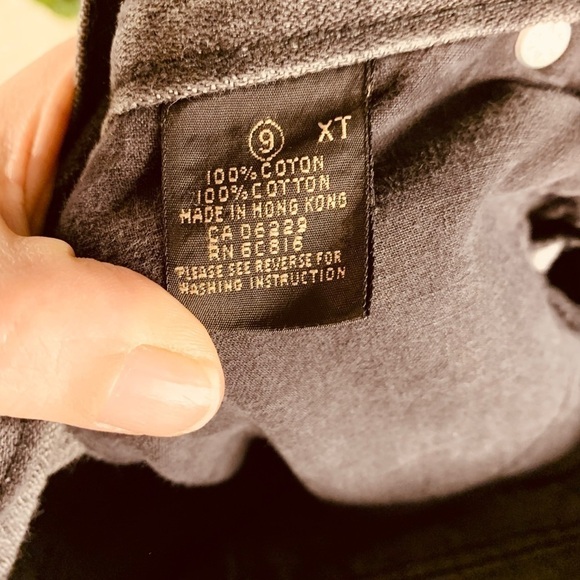 9 XT
100% COTON
100% COTTON
MADE IN HONG KONG
CA 06229
RN 6C816
PLEASE SEE REVERSE FOR
WASHING INSTRUCTION